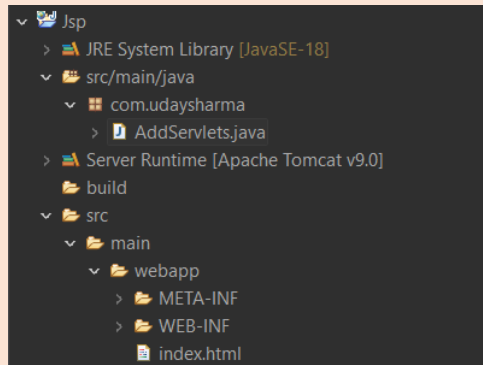 Jsp
JRE System Library [JavaSE-18]
src/main/java
com.udaysharma
AddServlets.java
Server Runtime [Apache Tomcat v9.0]
build
src
main
webapp
META-INF
WEB-INF
index.html